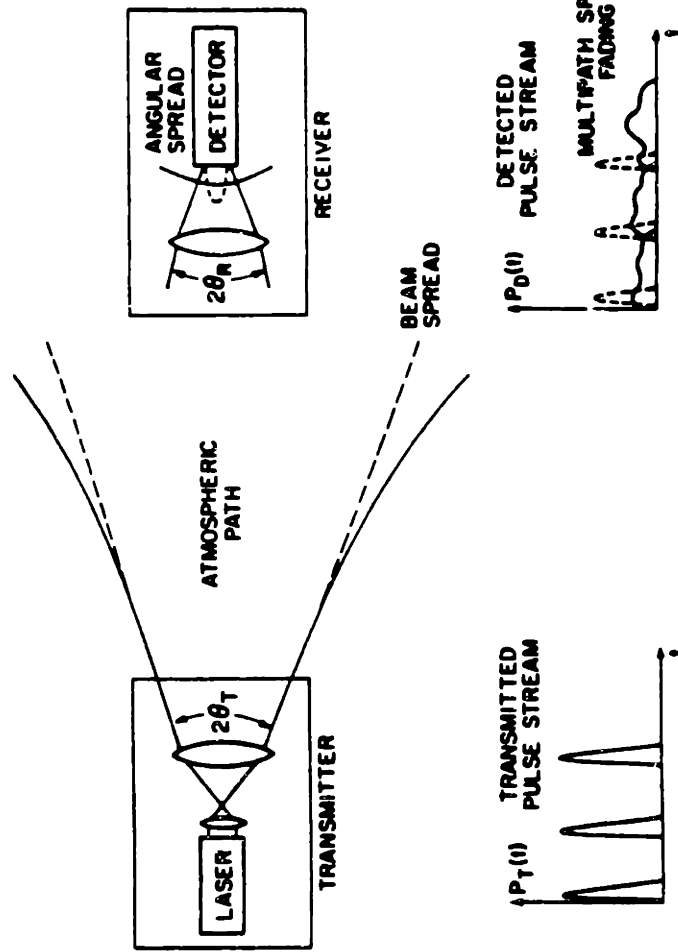 LASER
2θT
TRANSMITTER
ATMOSPHERIC
PATH
BEAM
SPREAD
2θR
ANGULAR
SPREAD
DETECTOR
RECEIVER
PT(t)
TRANSMITTED
PULSE STREAM
PD(t)
DETECTED
PULSE STREAM
MULTIPATH
FADING